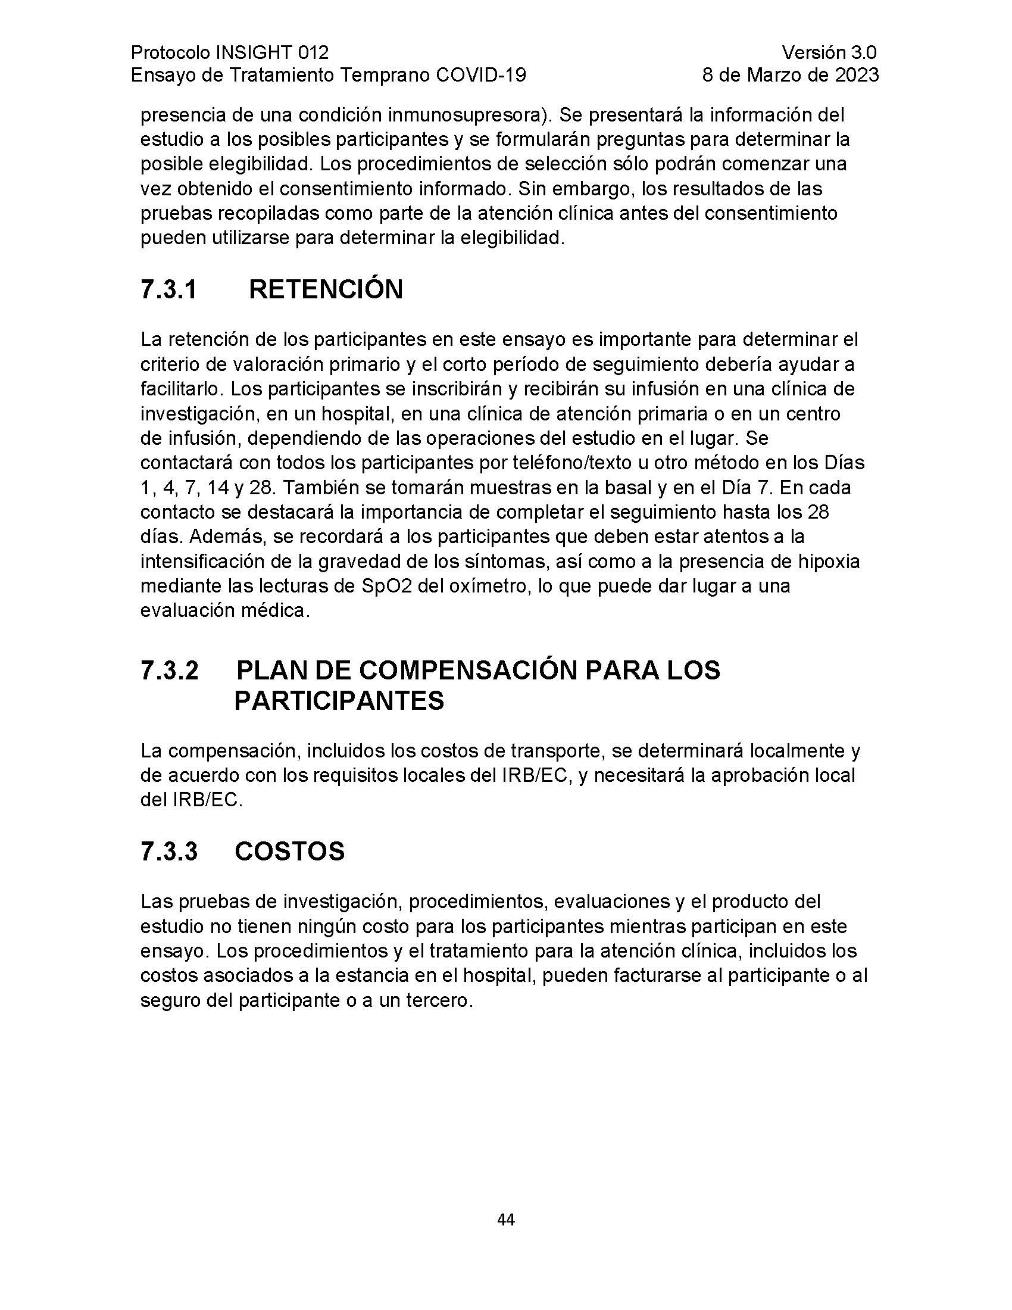 Protocolo INSIGHT 012 Versión 3.0
Ensayo de Tratamiento Temprano COVID-19 8 de Marzo de 2023
presencia de una condición inmunosupresora). Se presentará la información del
estudio a los posibles participantes y se formularán preguntas para determinar la
posible elegibilidad. Los procedimientos de selección sólo podrán comenzar una
vez obtenido el consentimiento informado. Sin embargo, los resultados de las
pruebas recopiladas como parte de la atención clínica antes del consentimiento
pueden utilizarse para determinar la elegibilidad.
7.3.1 RETENCIÓN
La retención de los participantes en este ensayo es importante para determinar el
criterio de valoración primario y el corto período de seguimiento debería ayudar a
facilitarlo. Los participantes se inscribirán y recibirán su infusión en una clínica de
investigación, en un hospital, en una clínica de atención primaria o en un centro
de infusión, dependiendo de las operaciones del estudio en el lugar. Se
contactará con todos los participantes por teléfono/texto u otro método en los Días
1, 4, 7, 14 y 28. También se tomarán muestras en la basal y en el Día 7. En cada
contacto se destacará la importancia de completar el seguimiento hasta los 28
días. Además, se recordará a los participantes que deben estar atentos a la
intensificación de la gravedad de los síntomas, así como a la presencia de hipoxia
mediante las lecturas de SpO2 del oxímetro, lo que puede dar lugar a una
evaluación médica.
7.3.2 PLAN DE COMPENSACIÓN PARA LOS
PARTICIPANTES
La compensación, incluidos los costos de transporte, se determinará localmente y
de acuerdo con los requisitos locales del IRB/EC, y necesitará la aprobación local
del IRB/EC.
7.3.3 COSTOS
Las pruebas de investigación, procedimientos, evaluaciones y el producto del
estudio no tienen ningún costo para los participantes mientras participan en este
ensayo. Los procedimientos y el tratamiento para la atención clínica, incluidos los
costos asociados a la estancia en el hospital, pueden facturarse al participante o al
seguro del participante o a un tercero.
44